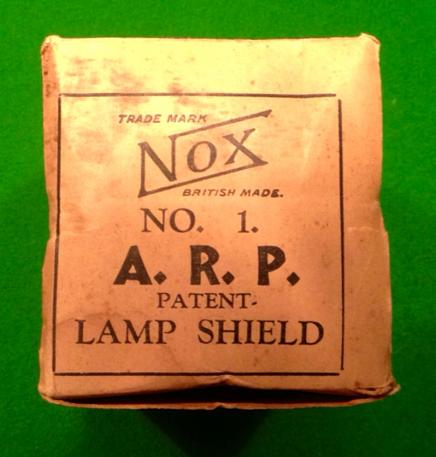 TRADE MARK
NOX
BRITISH MADE.
NO. 1.
A. R. P.
PATENT-
LAMP SHIELD